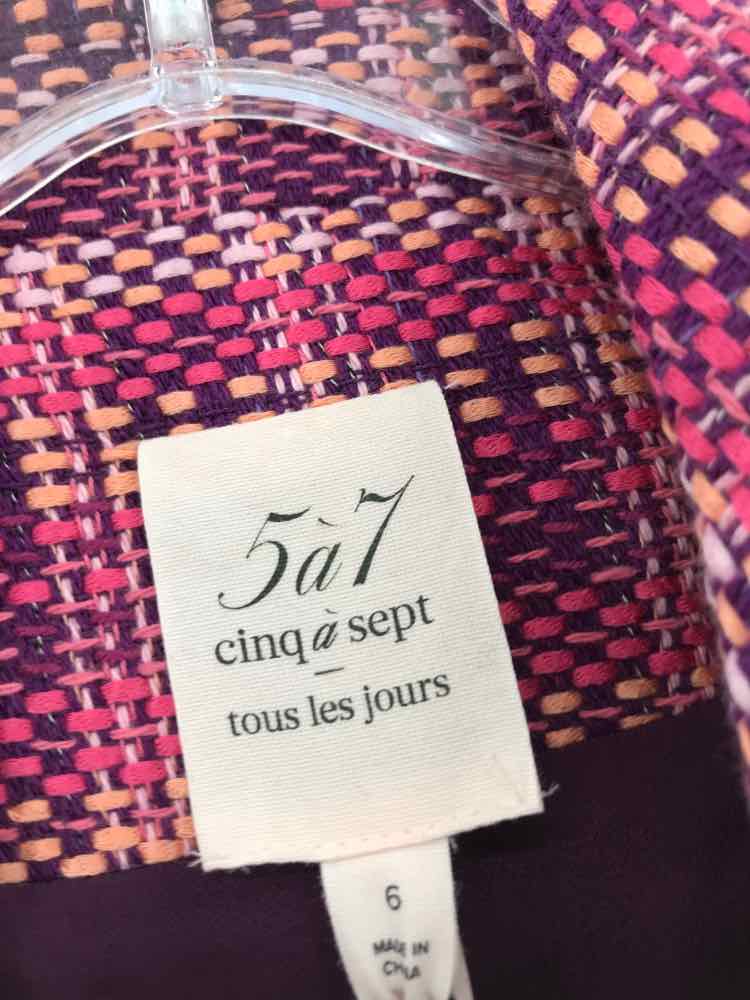 5à7
cinq à sept
tous les jours
6
MADE IN
CHINA